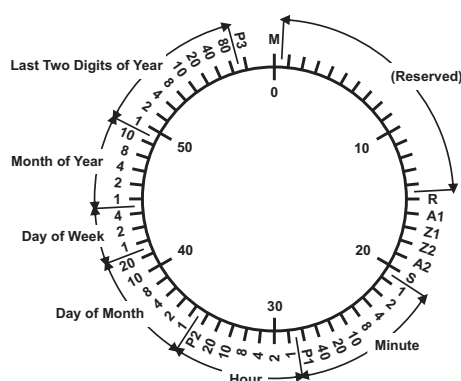 M
0
(Reserved)
10
R
A1
Z1
Z2
A2
S
20
1
2
4
8
10
20
40
P1
Minute
30
1
2
4
8
10
20
P2
Hour
1
2
4
8
10
20
Day of Month
40
1
2
4
Day of Week
1
2
4
8
10
Month of Year
50
1
2
4
8
10
20
40
80
P3
Last Two Digits of Year